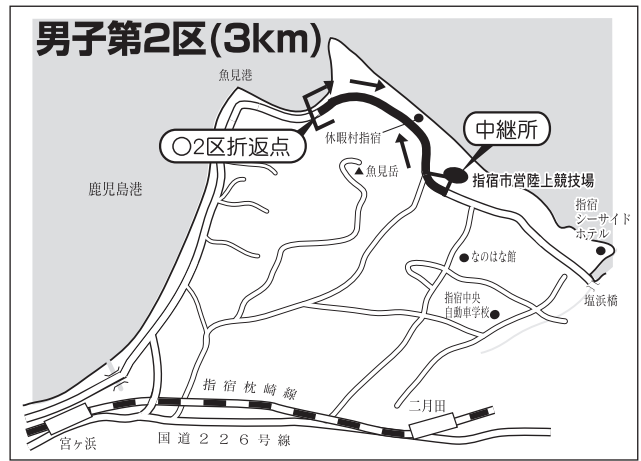 男子第2区(3km)
魚見港
中継所
休暇村指宿
○2区折返点
魚見岳
指宿市営陸上競技場
鹿児島港
指宿
シーサイド
ホテル
なのはな館
指宿中央
自動車学校
塩浜橋
指宿枕崎線
二月田
宮ヶ浜
国道226号線